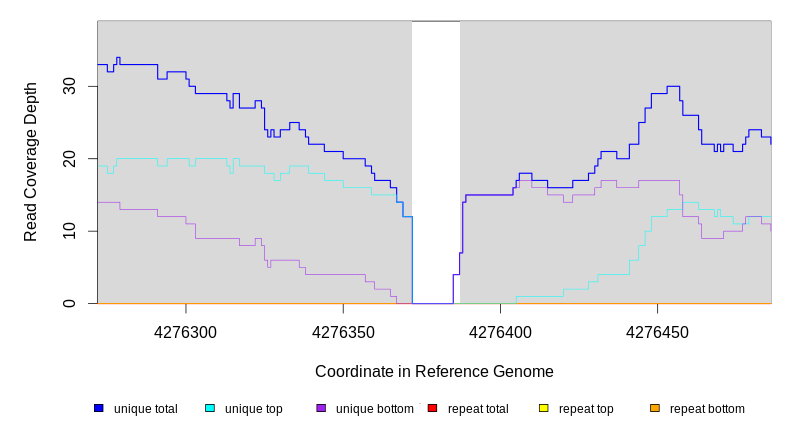 Read Coverage Depth
30
20
10
0
4276300 4276350 4276400 4276450
Coordinate in Reference Genome
unique total unique top unique bottom repeat total repeat top repeat bottom